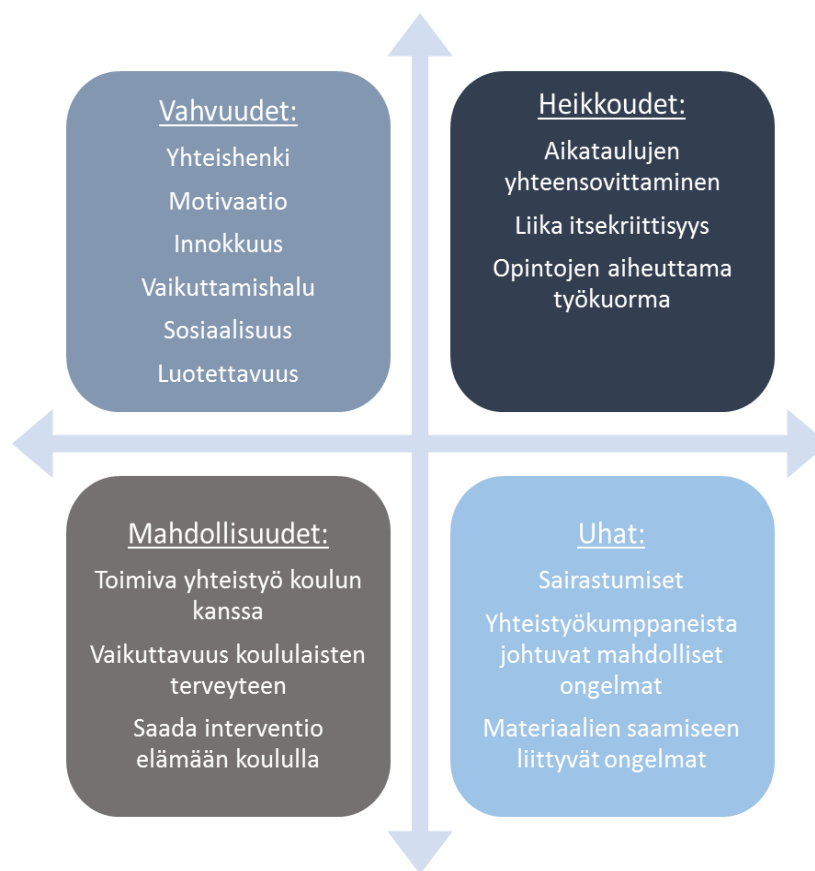 Vahvuudet:
Yhteishenki
Motivaatio
Innokkuus
Vaikuttamishalu
Sosiaalisuus
Luotettavuus
Heikkoudet:
Aikataulujen
yhteensovittaminen
Liika itsekriittisyys
Opintojen aiheuttama
työkuorma
Mahdollisuudet:
Toimiva yhteistyö koulun
kanssa
Vaikuttavuus koululaisten
terveyteen
Saada interventio
elämään koululla
Uhat:
Sairastumiset
Yhteistyökumppaneista
johtuvat mahdolliset
ongelmat
Materiaalien saamiseen
liittyvät ongelmat